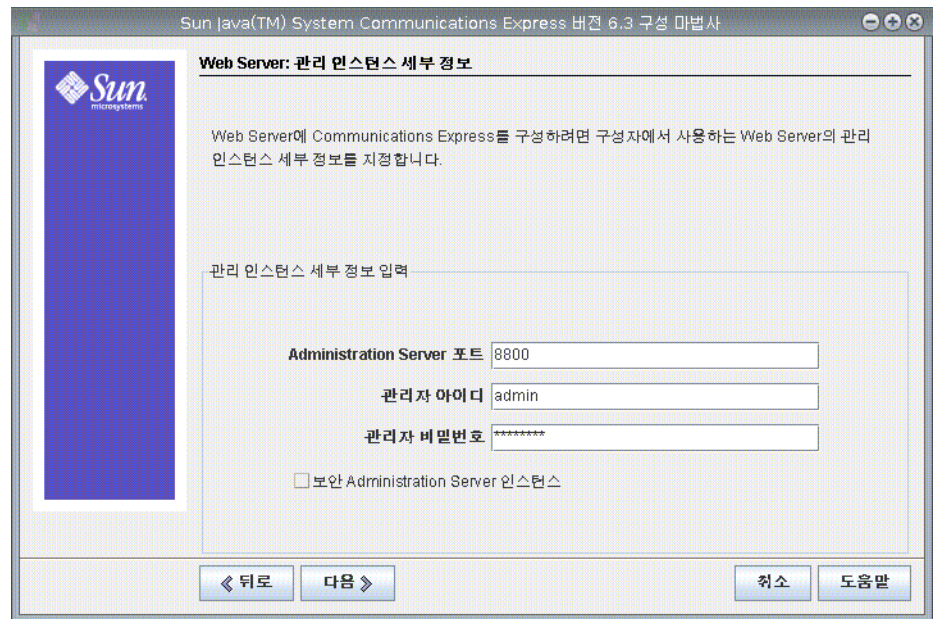 Sun Java(TM) System Communications Express 버전 6.3 구성 마법사
Sun
microsystems
Web Server: 관리 인스턴스 세부 정보
Web Server에 Communications Express를 구성하려면 구성자에서 사용하는 Web Server의 관리
인스턴스 세부 정보를 지정합니다.
관리 인스턴스 세부 정보 입력
Administration Server 포트 8800
관리자 아이디 admin
관리자 비밀번호 ********
보안 Administration Server 인스턴스
뒤로 다음 취소 도움말